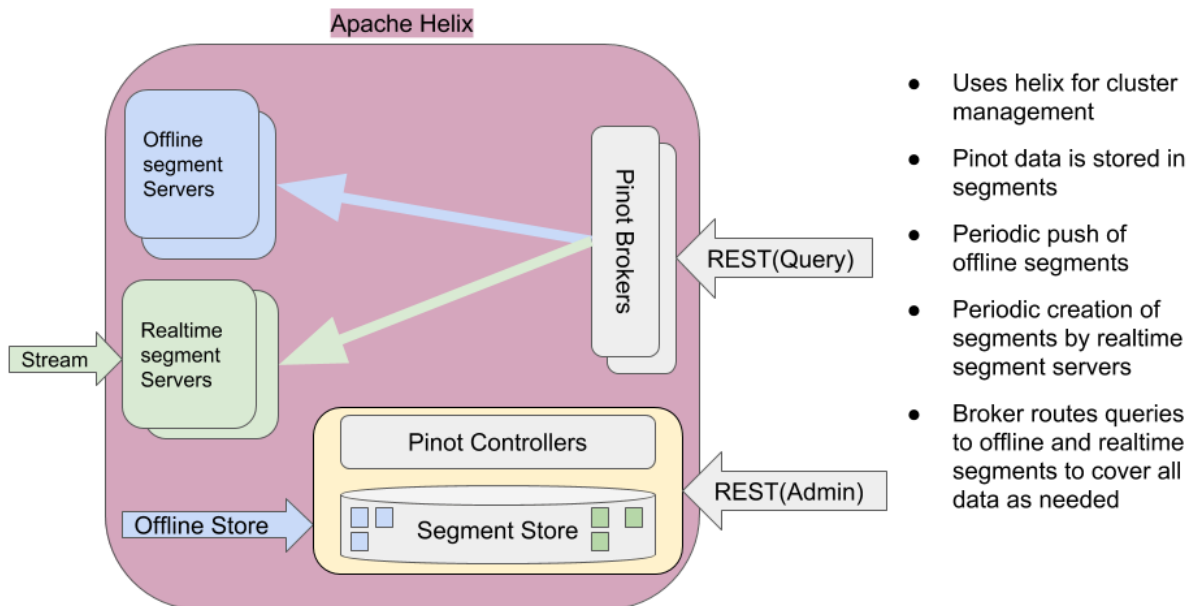 Apache Helix
Offline
segment
Servers
Realtime
segment
Servers
Stream
Pinot Brokers
REST(Query)
Pinot Controllers
Segment Store
Offline Store
REST(Admin)
● Uses helix for cluster
management
● Pinot data is stored in
segments
● Periodic push of
offline segments
● Periodic creation of
segments by realtime
segment servers
● Broker routes queries
to offline and realtime
segments to cover all
data as needed